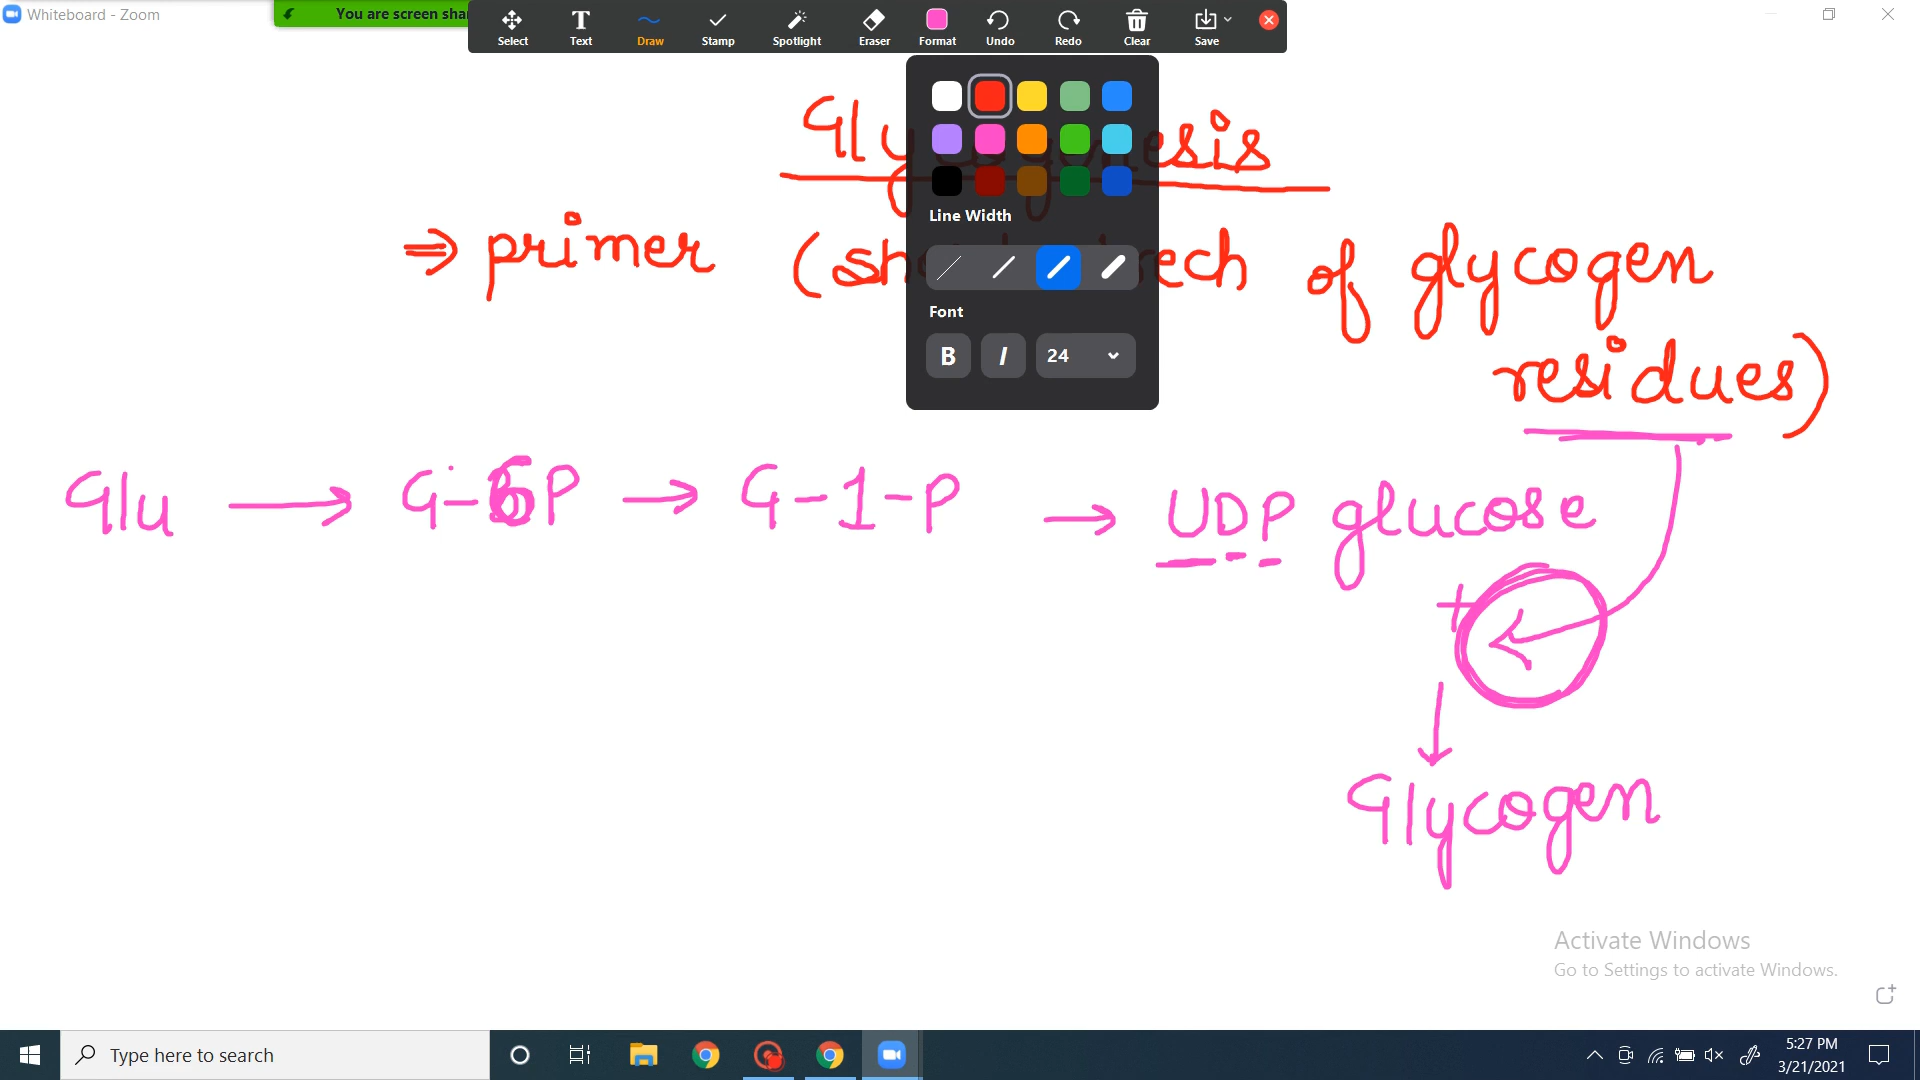 Whiteboard - Zoom
You are screen sha
Select
Text
Draw
Stamp
Spotlight
Eraser
Format
Undo
Redo
Clear
Save
Gly esis
⇒ primer (sh rech of glycogen
residues)
Line Width
Font
B I 24
Glu → G-6P → G-1-P → UDP glucose
+
Glycogen
Activate Windows
Go to Settings to activate Windows.
Type here to search
5:27 PM
3/21/2021